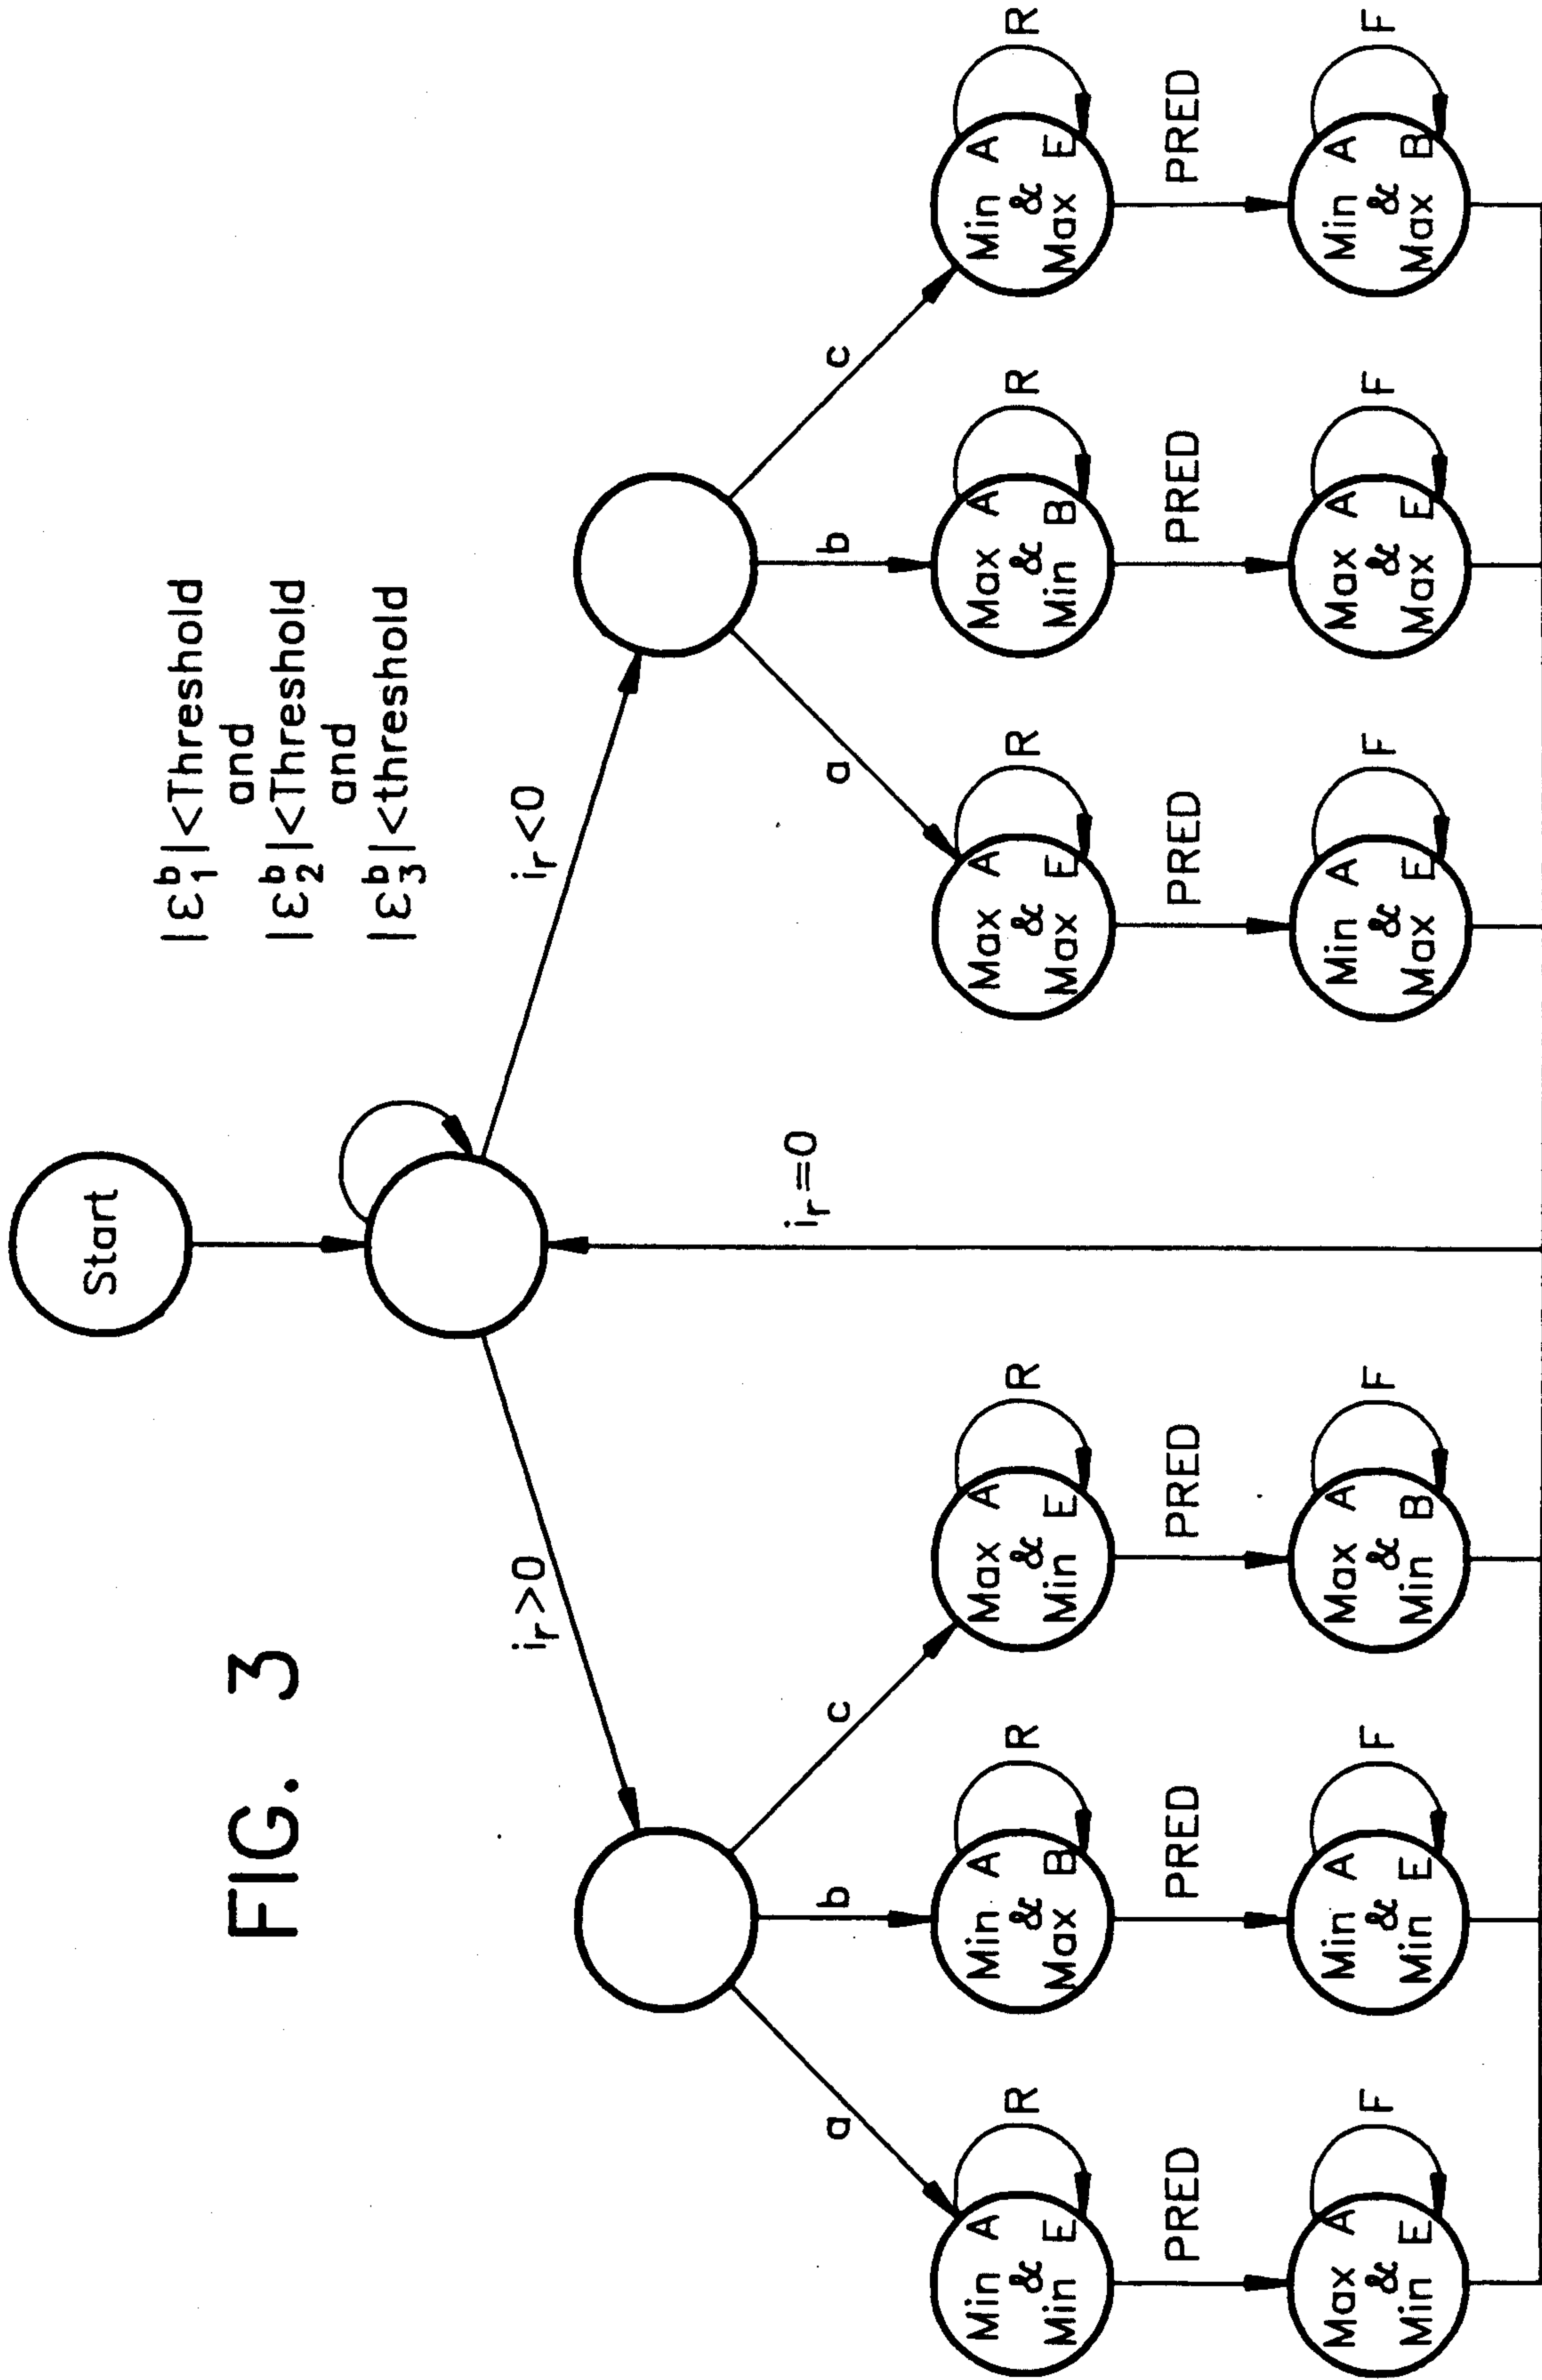 FIG. 3
Start
|ε₁ᵇ|<Threshold
and
|ε₂ᵇ|<Threshold
and
|ε₃ᵇ|<threshold
iᵣ>0
iᵣ<0
iᵣ=0
a
b
c
a
b
c
Min A
&
Min E
R
Min A
&
Max B
R
Max A
&
Min E
R
Max A
&
Max E
R
Max A
&
Min B
R
Min A
&
Max E
R
PRED
PRED
PRED
PRED
PRED
PRED
Max A
&
Min E
F
Min A
&
Min E
F
Max A
&
Min B
F
Min A
&
Max E
F
Max A
&
Max E
F
Min A
&
Max B
F